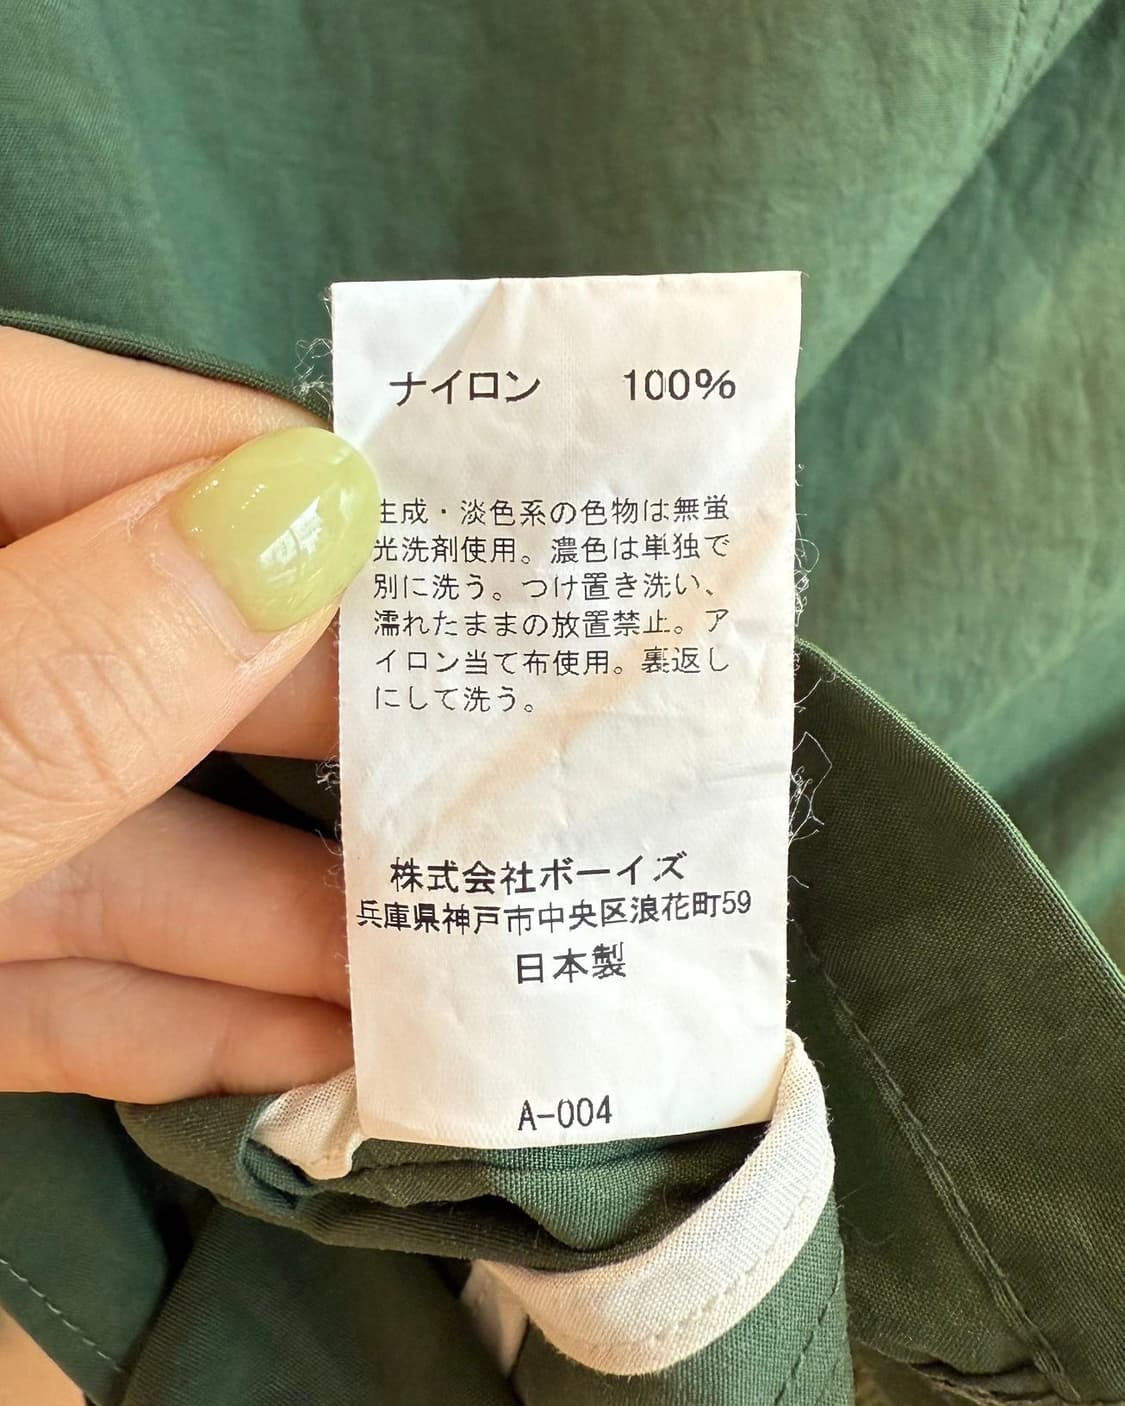 ナイロン 100%
生成・淡色系の色物は無蛍
光洗剤使用。濃色は単独で
別に洗う。つけ置き洗い、
濡れたままの放置禁止。ア
イロン当て布使用。裏返し
にして洗う。
株式会社ボーイズ
兵庫県神戸市中央区浪花町59
日本製
A-004